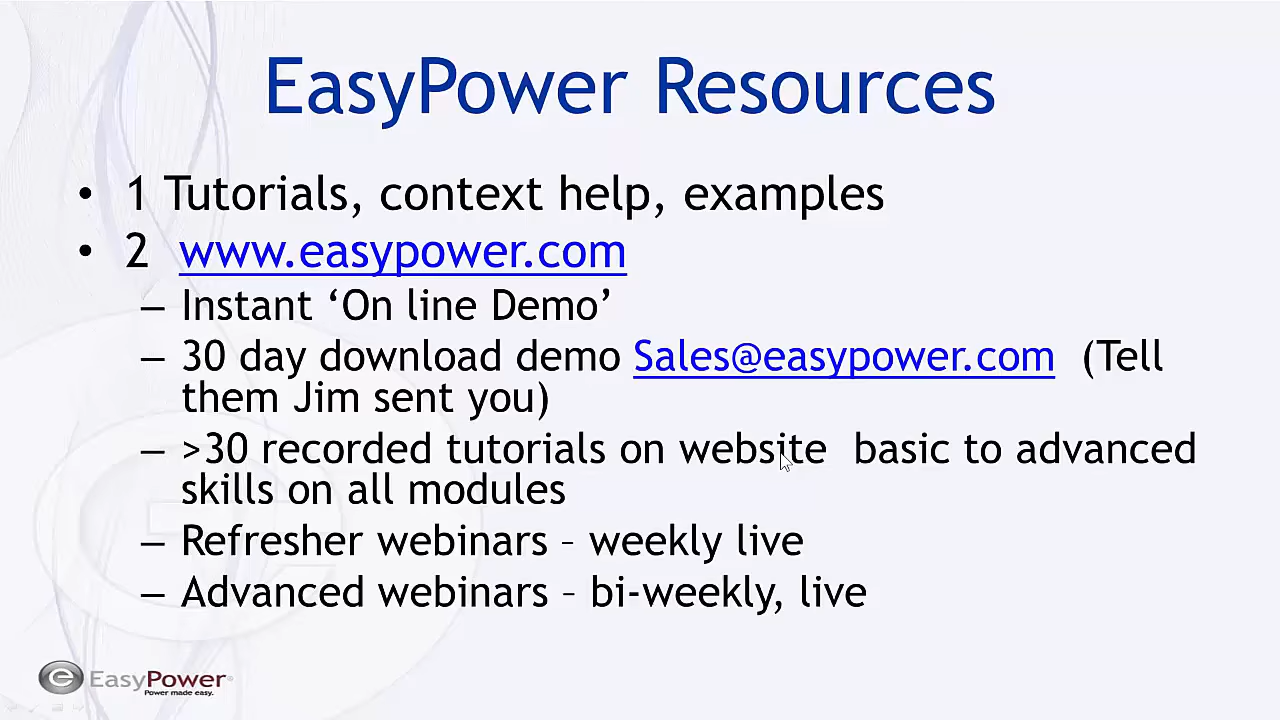 EasyPower Resources
• 1 Tutorials, context help, examples
• 2 www.easypower.com
– Instant ‘On line Demo’
– 30 day download demo Sales@easypower.com (Tell
them Jim sent you)
– >30 recorded tutorials on website basic to advanced
skills on all modules
– Refresher webinars – weekly live
– Advanced webinars – bi-weekly, live
EasyPower®
Power made easy.